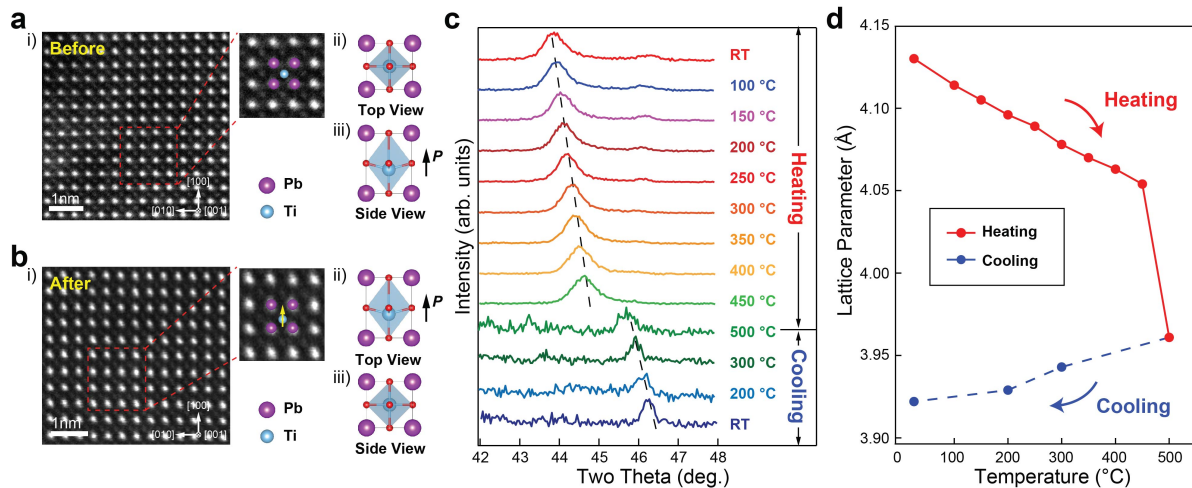 a
i)
Before
1nm
[100]
[010]
[001]
Pb
Ti
ii)
Top View
iii)
P
Side View
b
i)
After
1nm
[100]
[010]
[001]
Pb
Ti
ii)
P
Top View
iii)
Side View
c
Intensity (arb. units)
RT
100 °C
150 °C
200 °C
250 °C
300 °C
350 °C
400 °C
450 °C
500 °C
300 °C
200 °C
RT
Heating
Cooling
42 43 44 45 46 47 48
Two Theta (deg.)
d
Lattice Parameter (Å)
4.15
4.10
4.05
4.00
3.95
3.90
Heating
Heating
Cooling
Cooling
0 100 200 300 400 500
Temperature (°C)